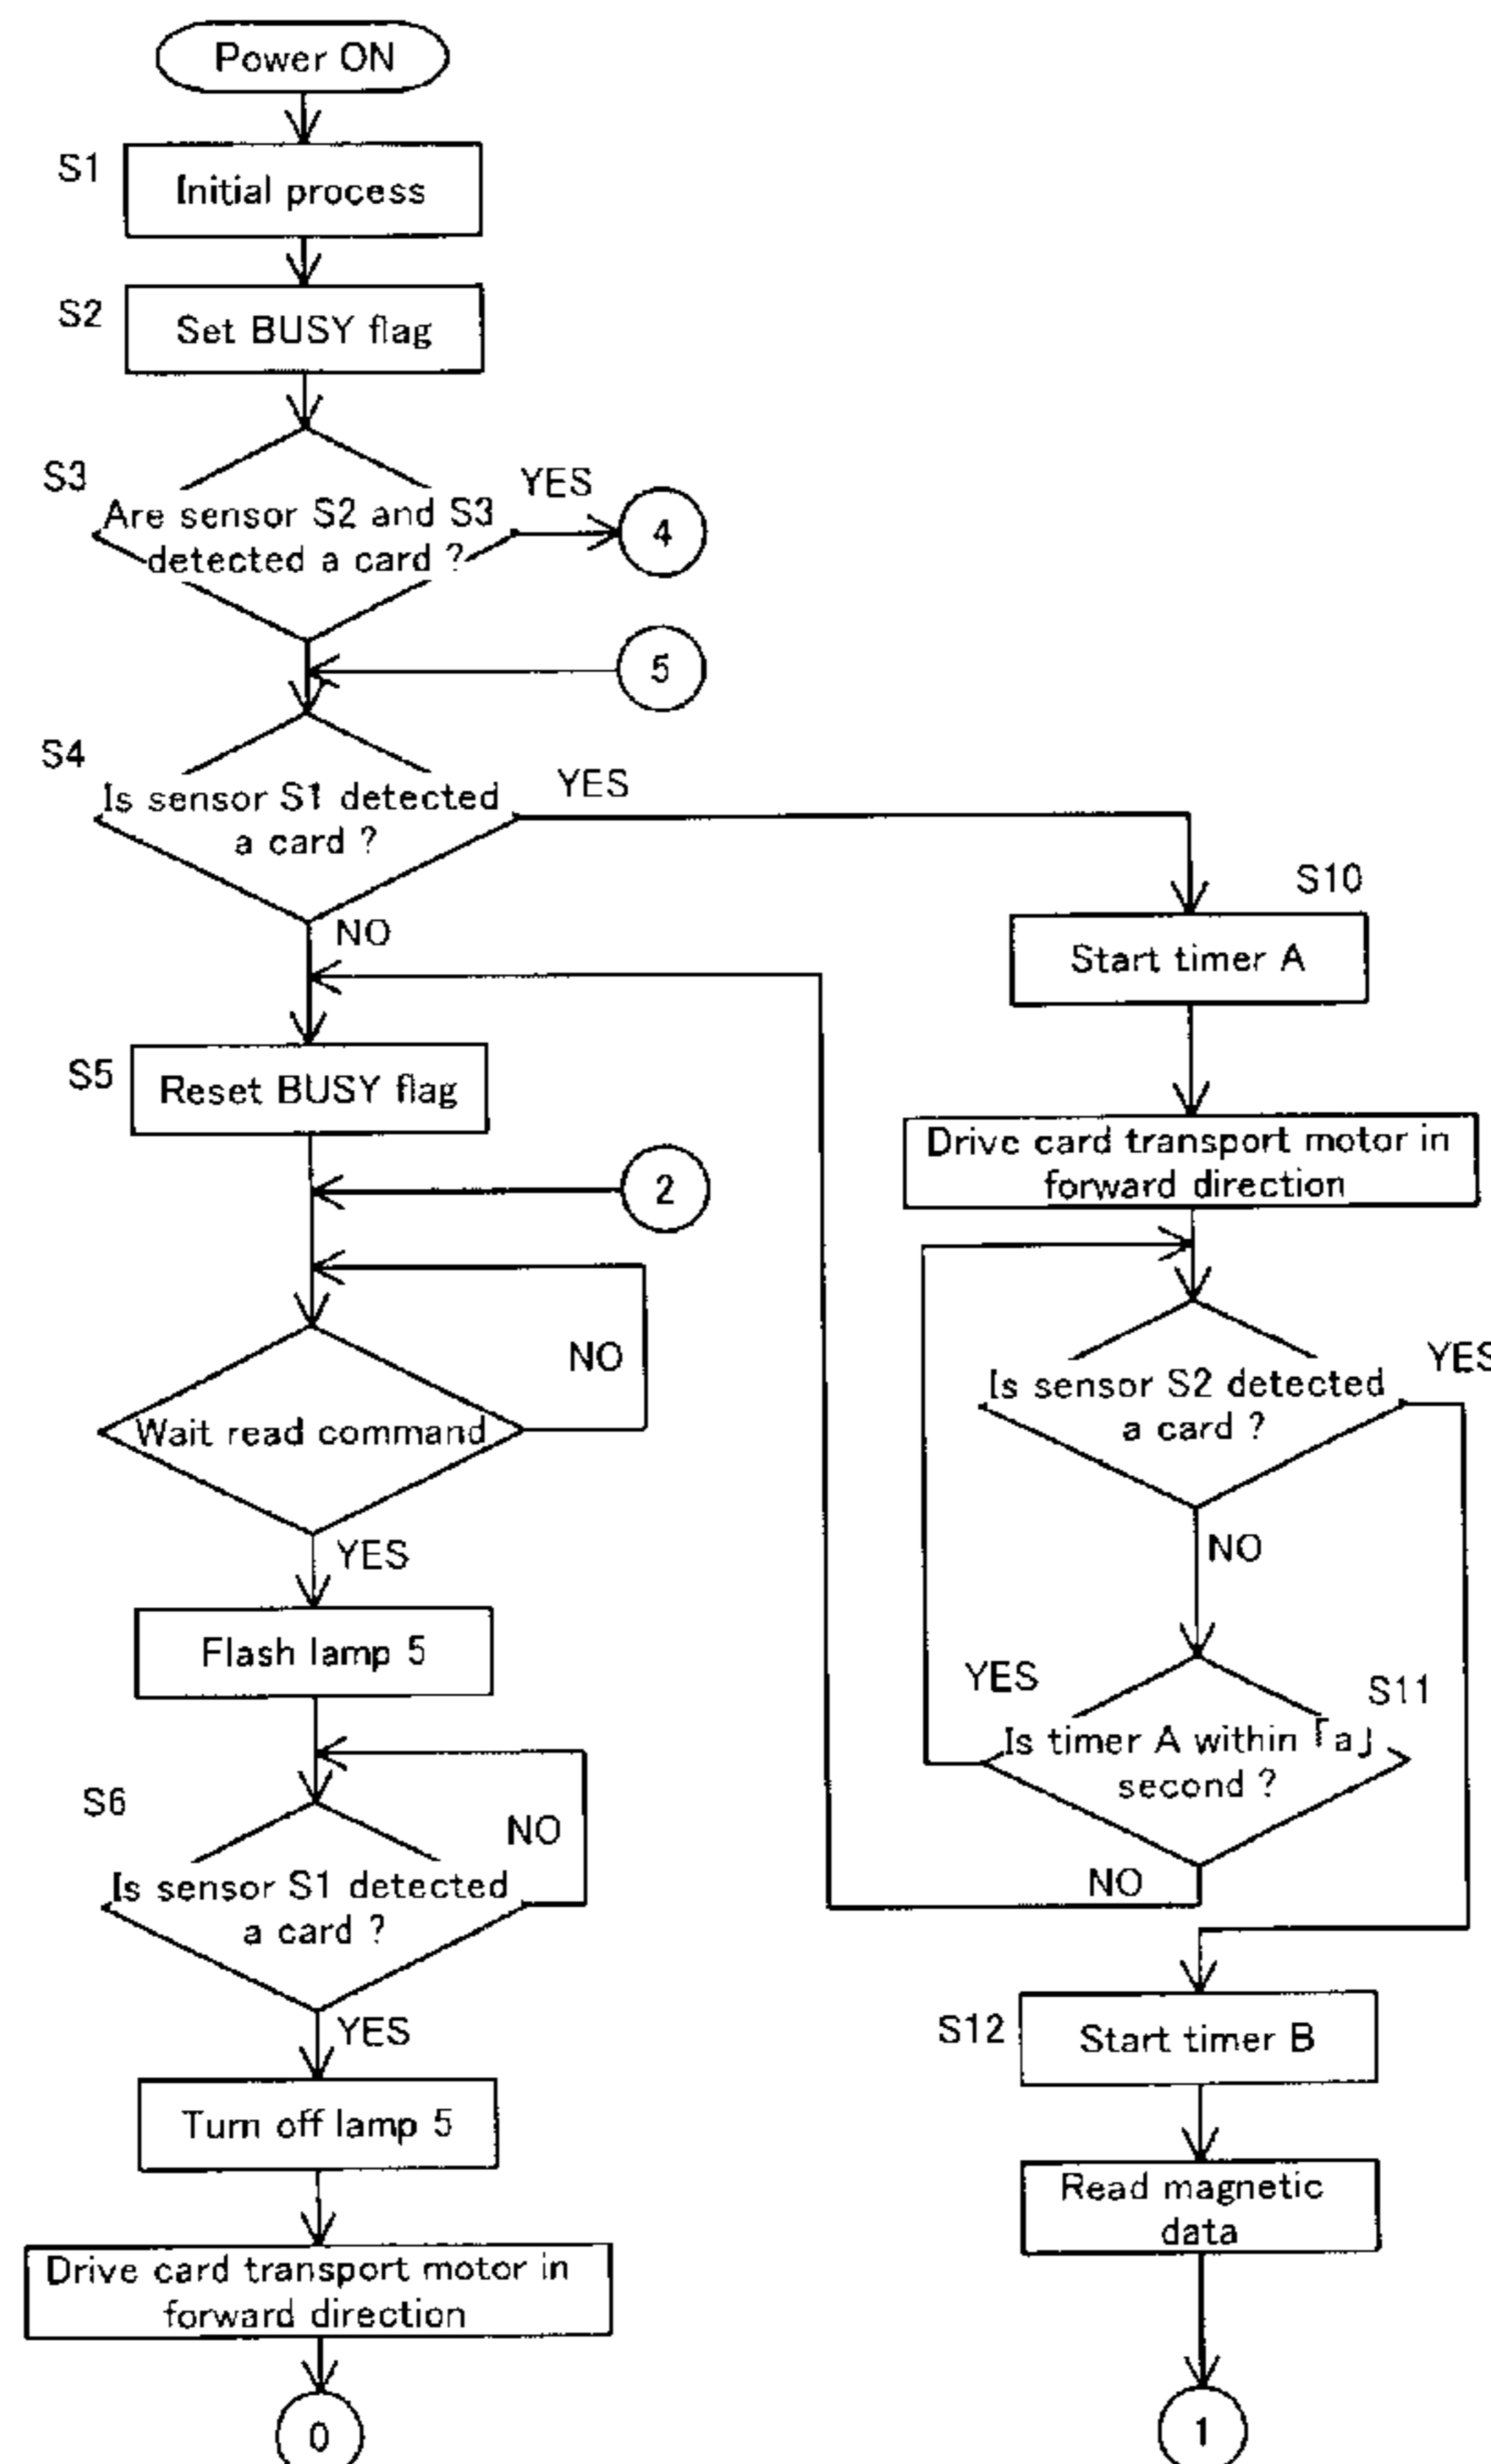 Power ON
S1
Initial process
S2
Set BUSY flag
S3
Are sensor S2 and S3
detected a card ?
YES
4
5
S4
Is sensor S1 detected
a card ?
YES
NO
S5
Reset BUSY flag
2
Wait read command
NO
YES
Flash lamp 5
S6
Is sensor S1 detected
a card ?
NO
YES
Turn off lamp 5
Drive card transport motor in
forward direction
0
S10
Start timer A
Drive card transport motor in
forward direction
Is sensor S2 detected
a card ?
YES
NO
YES
S11
Is timer A within「a」
second ?
NO
S12
Start timer B
Read magnetic
data
1